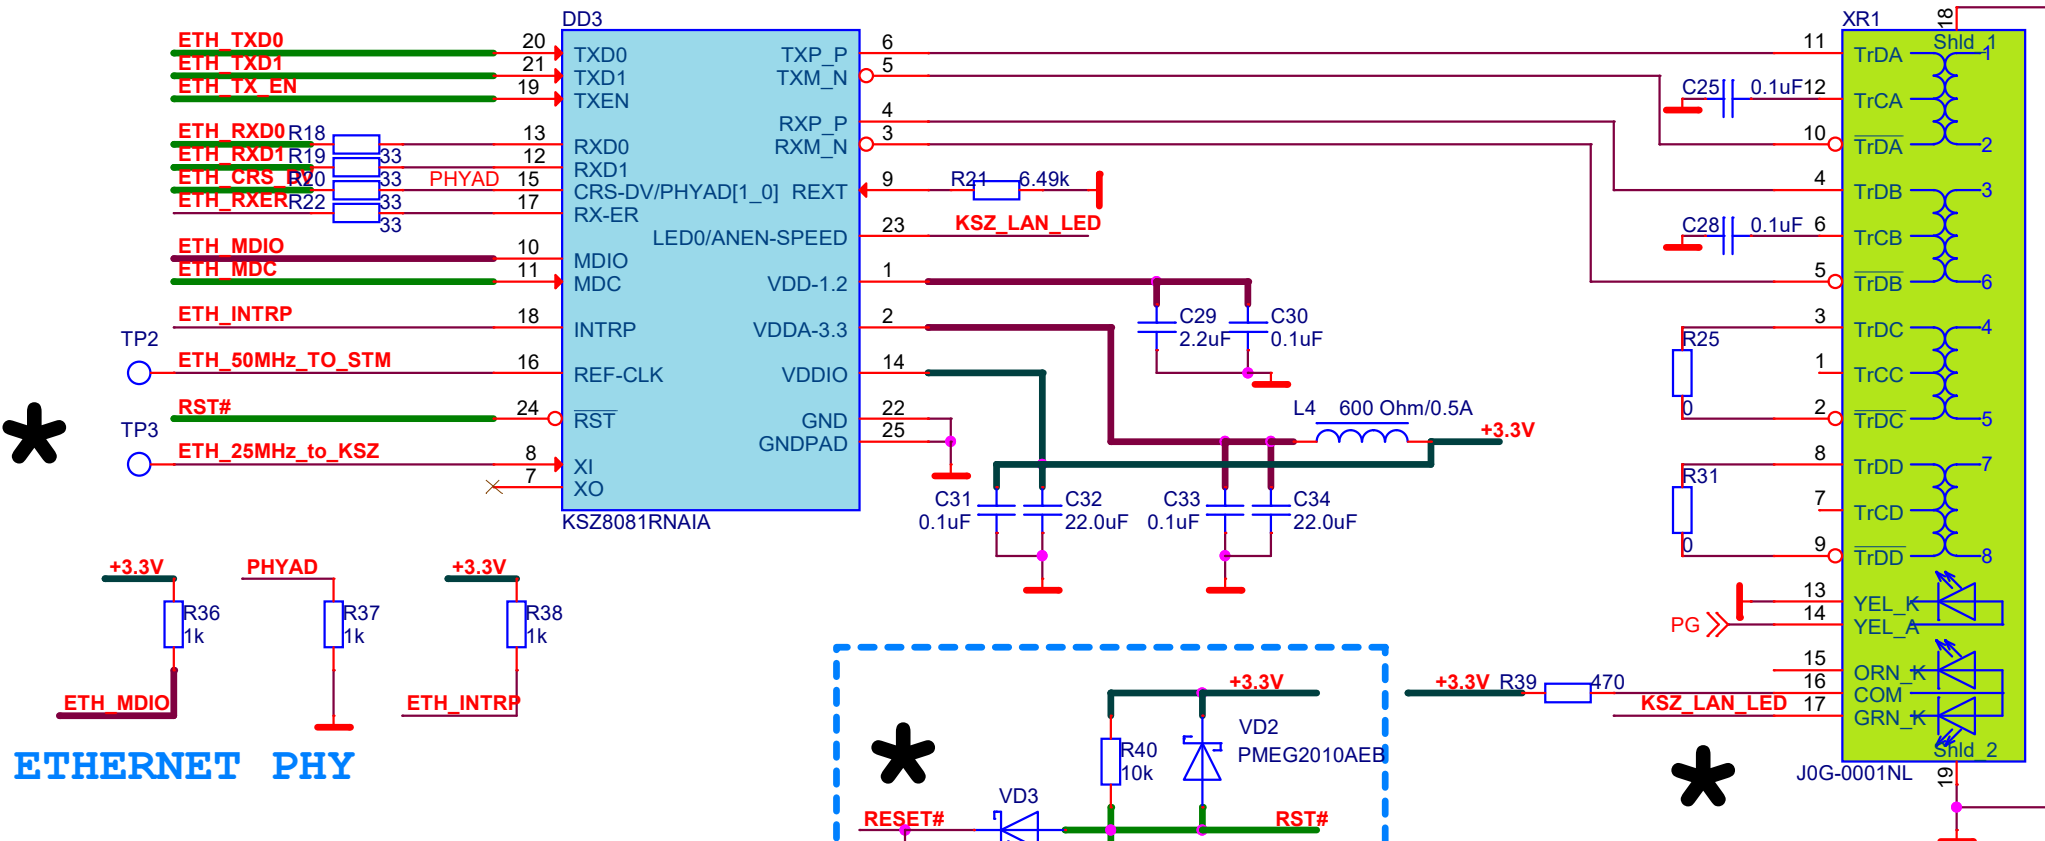 DD3
XR1
18
ETH_TXD0 20 TXD0 TXP_P 6
11 TrDA Shld_1 1
ETH_TXD1 21 TXD1 TXM_N 5
ETH_TX_EN 19 TXEN
C25 0.1uF 12 TrCA
RXP_P 4
ETH_RXD0 R18 13 RXD0 RXM_N 3
10 TrDA 2
ETH_RXD1 R19 33 12 RXD1
ETH_CRS_DV R20 33 PHYAD 15 CRS-DV/PHYAD[1_0] REXT 9 R21 6.49k
4 TrDB 3
ETH_RXER R22 33 17 RX-ER
33
LED0/ANEN-SPEED 23 KSZ_LAN_LED
C28 0.1uF 6 TrCB
ETH_MDIO 10 MDIO
ETH_MDC 11 MDC VDD-1.2 1
5 TrDB 6
ETH_INTRP 18 INTRP VDDA-3.3 2
C29 2.2uF
C30 0.1uF
3 TrDC 4
R25 0
TP2
ETH_50MHz_TO_STM 16 REF-CLK VDDIO 14
1 TrCC
RST# 24 RST GND 22
L4 600 Ohm/0.5A
2 TrDC 5
TP3
GNDPAD 25
+3.3V
ETH_25MHz_to_KSZ 8 XI
8 TrDD 7
7 XO
R31 0
C31 0.1uF
C32 22.0uF
C33 0.1uF
C34 22.0uF
7 TrCD
KSZ8081RNAIA
9 TrDD 8
+3.3V
PHYAD
+3.3V
R36 1k
R37 1k
R38 1k
13 YEL_K
PG 14 YEL_A
15 ORN_K
+3.3V
+3.3V R39 470 16 COM
ETH_MDIO
ETH_INTRP
KSZ_LAN_LED 17 GRN_K
Shld_2
ETHERNET PHY
R40 10k
VD2
PMEG2010AEB
J0G-0001NL
19
VD3
RESET#
RST#